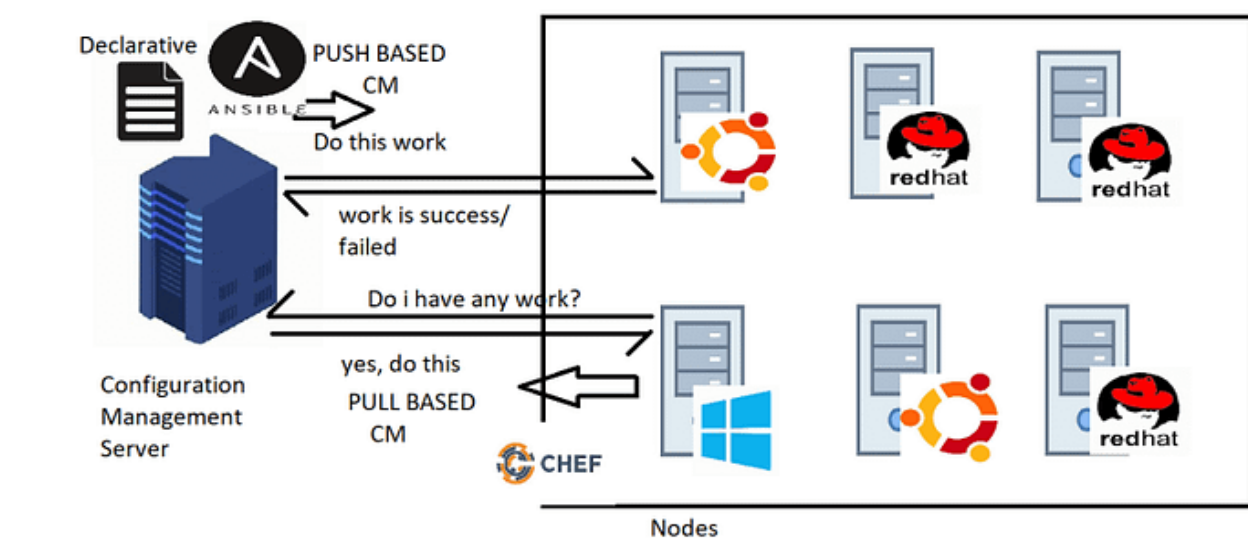 Declarative
ANSIBLE
PUSH BASED
CM
Do this work
work is success/
failed
Do i have any work?
yes, do this
PULL BASED
CM
CHEF
Configuration
Management
Server
redhat
redhat
redhat
Nodes